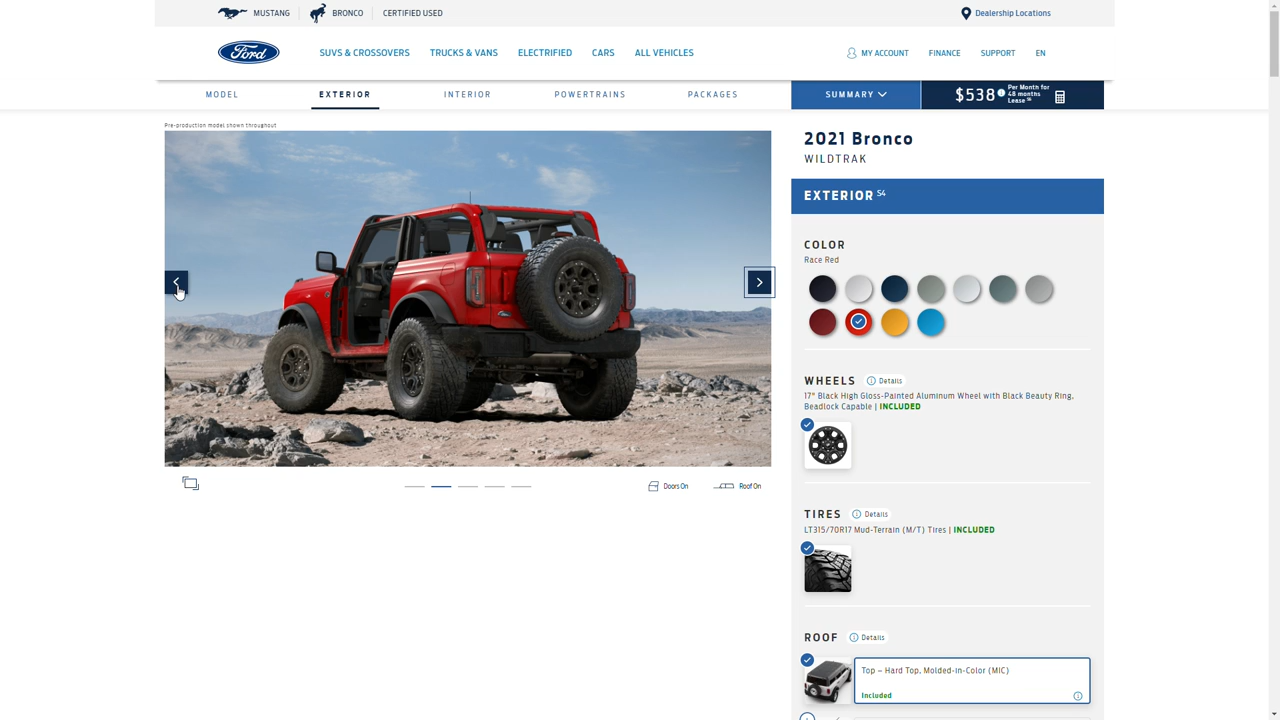 MUSTANG
BRONCO
CERTIFIED USED
Dealership Locations
Ford
SUVS & CROSSOVERS
TRUCKS & VANS
ELECTRIFIED
CARS
ALL VEHICLES
MY ACCOUNT
FINANCE
SUPPORT
EN
MODEL
EXTERIOR
INTERIOR
POWERTRAINS
PACKAGES
SUMMARY
$538
Per Month for
48 months
Lease S6
Pre-production model shown throughout
2021 Bronco
WILDTRAK
EXTERIOR S4
COLOR
Race Red
WHEELS
Details
17" Black High Gloss-Painted Aluminum Wheel with Black Beauty Ring,
Beadlock Capable | INCLUDED
TIRES
Details
LT315/70R17 Mud-Terrain (M/T) Tires | INCLUDED
ROOF
Details
Top – Hard Top, Molded-in-Color (MIC)
Included
Doors On
Roof On